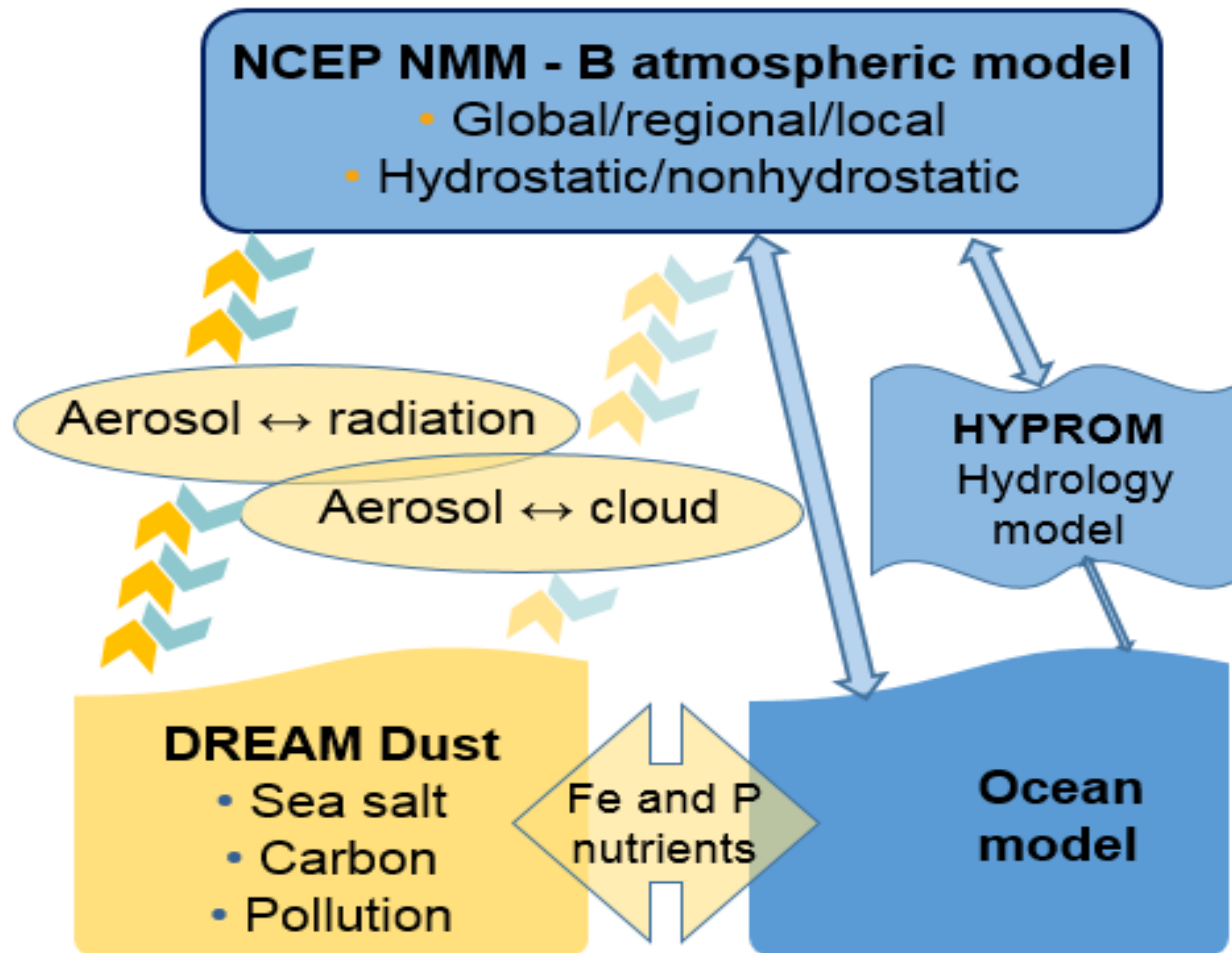 NCEP NMM - B atmospheric model
• Global/regional/local
• Hydrostatic/nonhydrostatic
Aerosol ↔ radiation
Aerosol ↔ cloud
HYPROM
Hydrology
model
DREAM Dust
• Sea salt
• Carbon
• Pollution
Fe and P
nutrients
Ocean
model